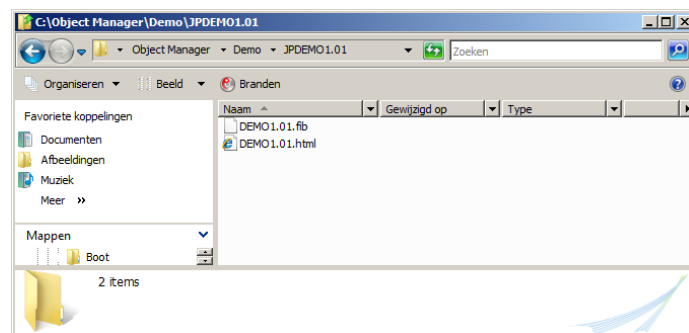 C:\Object Manager\Demo\JPDEMO1.01
Object Manager Demo JPDEMO1.01 Zoeken
Organiseren Beeld Branden
Favoriete koppelingen
Documenten
Afbeeldingen
Muziek
Meer »
Mappen
Boot
Naam Gewijzigd op Type
DEMO1.01.fib
DEMO1.01.html
2 items